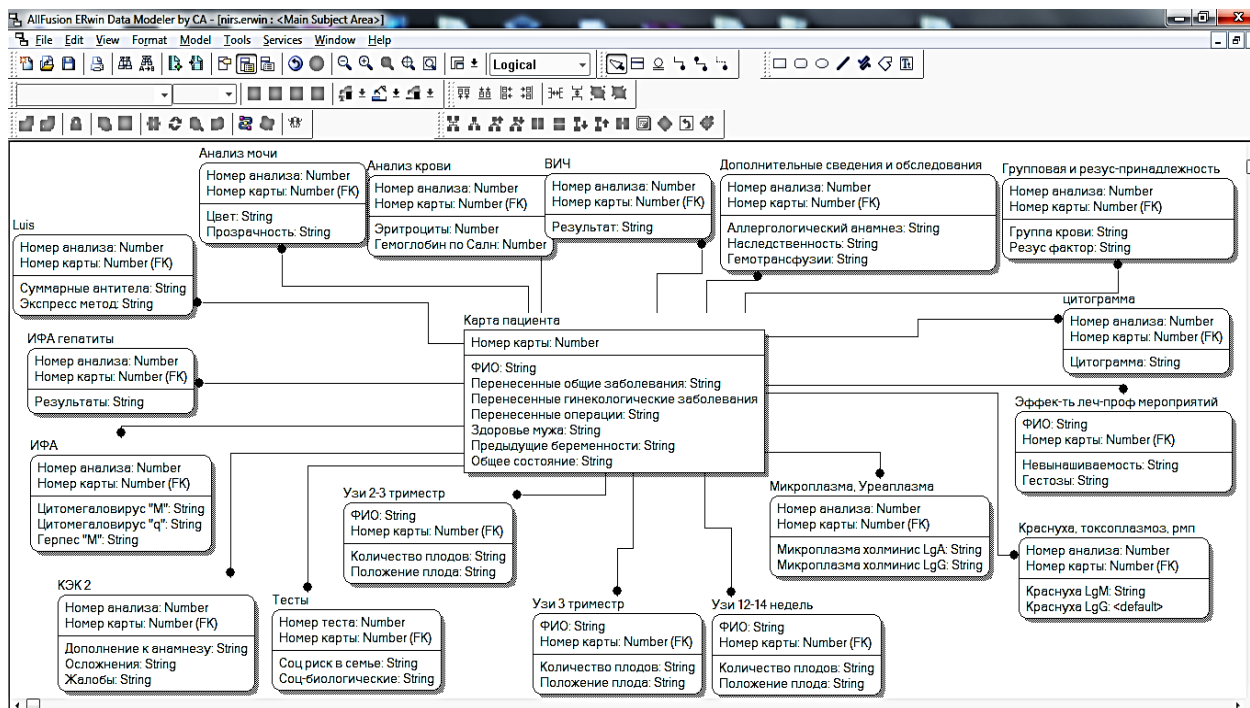 AllFusion ERwin Data Modeler by CA - [nirs.erwin : <Main Subject Area>]
File Edit View Format Model Tools Services Window Help
Logical
Анализ мочи
Номер анализа: Number
Номер карты: Number (FK)
Цвет: String
Прозрачность: String
Анализ крови
Номер анализа: Number
Номер карты: Number (FK)
Эритроциты: Number
Гемоглобин по Салн: Number
ВИЧ
Номер анализа: Number
Номер карты: Number (FK)
Результат: String
Дополнительные сведения и обследования
Номер анализа: Number
Номер карты: Number (FK)
Аллергологический анамнез: String
Наследственность: String
Гемотрансфузии: String
Групповая и резус-принадлежность
Номер анализа: Number
Номер карты: Number (FK)
Группа крови: String
Резус фактор: String
Luis
Номер анализа: Number
Номер карты: Number (FK)
Суммарные антитела: String
Экспресс метод: String
цитограмма
Номер анализа: Number
Номер карты: Number (FK)
Цитограмма: String
Карта пациента
Номер карты: Number
ФИО: String
Перенесенные общие заболевания: String
Перенесенные гинекологические заболевания
Перенесенные операции: String
Здоровье мужа: String
Предыдущие беременности: String
Общее состояние: String
ИФА гепатиты
Номер анализа: Number
Номер карты: Number (FK)
Результаты: String
Эффек-ть леч-проф мероприятий
ФИО: String
Номер карты: Number (FK)
Невынашиваемость: String
Гестозы: String
ИФА
Номер анализа: Number
Номер карты: Number (FK)
Цитомегаловирус "М": String
Цитомегаловирус "q": String
Герпес "М": String
Узи 2-3 триместр
ФИО: String
Номер карты: Number (FK)
Количество плодов: String
Положение плода: String
Микроплазма, Уреаплазма
Номер анализа: Number
Номер карты: Number (FK)
Микроплазма холминис LgA: String
Микроплазма холминис LgG: String
Краснуха, токсоплазмоз, рмп
Номер анализа: Number
Номер карты: Number (FK)
Краснуха LgM: String
Краснуха LgG: <default>
КЭК 2
Номер анализа: Number
Номер карты: Number (FK)
Дополнение к анамнезу: String
Осложнения: String
Жалобы: String
Тесты
Номер теста: Number
Номер карты: Number (FK)
Соц риск в семье: String
Соц-биологические: String
Узи 3 триместр
ФИО: String
Номер карты: Number (FK)
Количество плодов: String
Положение плода: String
Узи 12-14 недель
ФИО: String
Номер карты: Number (FK)
Количество плодов: String
Положение плода: String